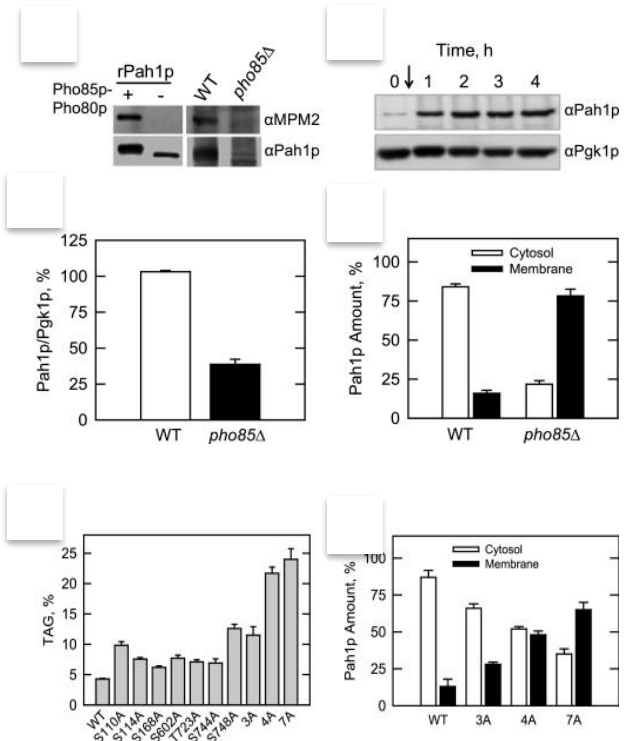 rPah1p
Pho85p-Pho80p
+ -
WT pho85Δ
αMPM2
αPah1p
Time, h
0 1 2 3 4
αPah1p
αPgk1p
Pah1p/Pgk1p, %
125
100
75
50
25
0
WT pho85Δ
Pah1p Amount, %
100
75
50
25
0
Cytosol
Membrane
WT pho85Δ
TAG, %
25
20
15
10
5
0
WT S110A S114A S168A S602A T723A S744A S748A 3A 4A 7A
Pah1p Amount, %
100
75
50
25
0
Cytosol
Membrane
WT 3A 4A 7A